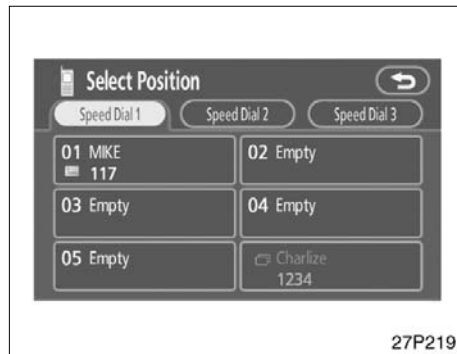 Select Position
Speed Dial 1 Speed Dial 2 Speed Dial 3
01 MIKE
117
02 Empty
03 Empty
04 Empty
05 Empty
Charlize
1234
27P219